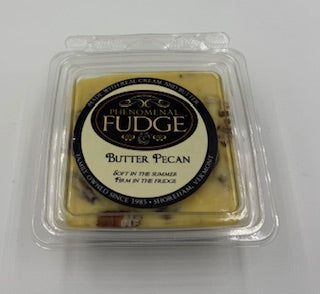 MADE WITH REAL CREAM AND BUTTER
PHENOMENAL
FUDGE
BUTTER PECAN
SOFT IN THE SUMMER
FIRM IN THE FRIDGE
FAMILY OWNED SINCE 1985 • SHOREHAM, VERMONT